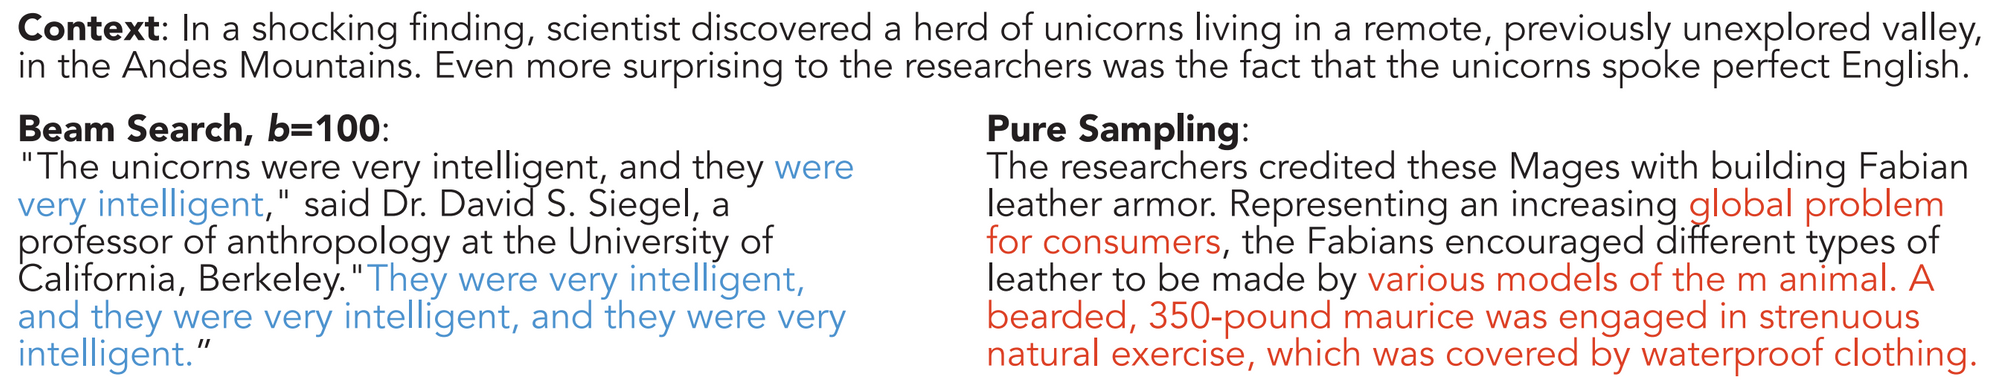 Context: In a shocking finding, scientist discovered a herd of unicorns living in a remote, previously unexplored valley,
in the Andes Mountains. Even more surprising to the researchers was the fact that the unicorns spoke perfect English.
Beam Search, b=100:
"The unicorns were very intelligent, and they were
very intelligent," said Dr. David S. Siegel, a
professor of anthropology at the University of
California, Berkeley."They were very intelligent,
and they were very intelligent, and they were very
intelligent.”
Pure Sampling:
The researchers credited these Mages with building Fabian
leather armor. Representing an increasing global problem
for consumers, the Fabians encouraged different types of
leather to be made by various models of the m animal. A
bearded, 350-pound maurice was engaged in strenuous
natural exercise, which was covered by waterproof clothing.